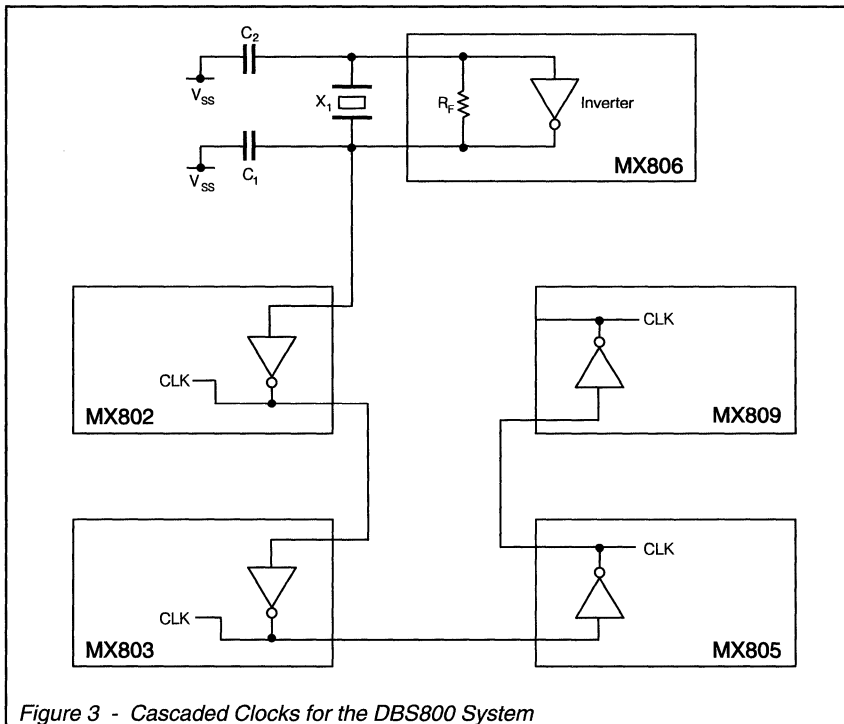 C2
VSS
X1
RF
Inverter
VSS
C1
MX806
CLK
MX802
CLK
MX809
CLK
MX803
CLK
MX805
Figure 3 - Cascaded Clocks for the DBS800 System